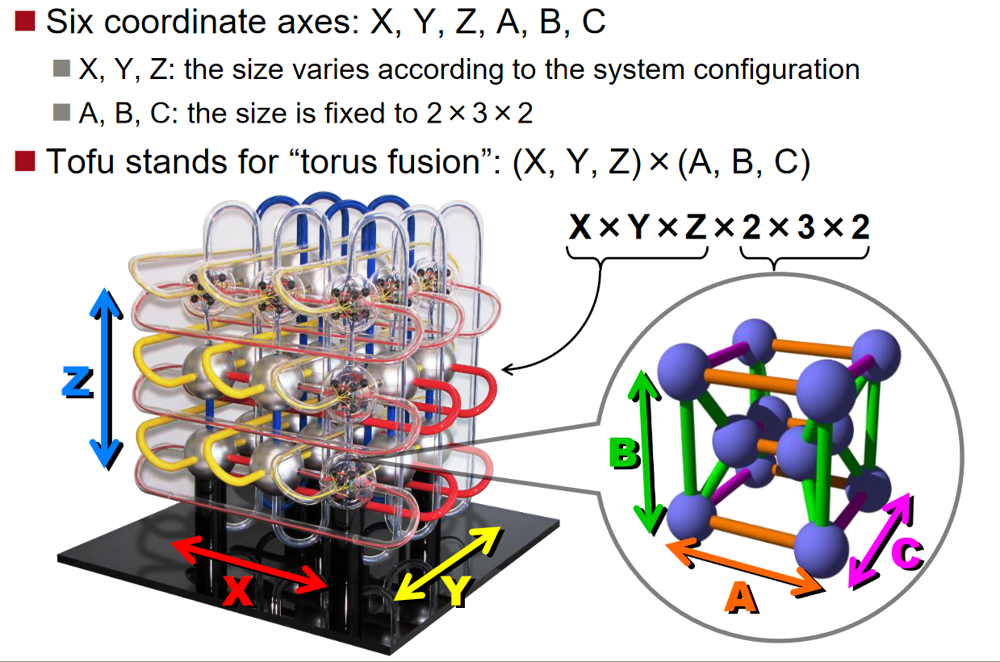 Six coordinate axes: X, Y, Z, A, B, C
X, Y, Z: the size varies according to the system configuration
A, B, C: the size is fixed to 2×3×2
Tofu stands for “torus fusion”: (X, Y, Z)×(A, B, C)
X×Y×Z×2×3×2
Z
B
C
X
Y
A